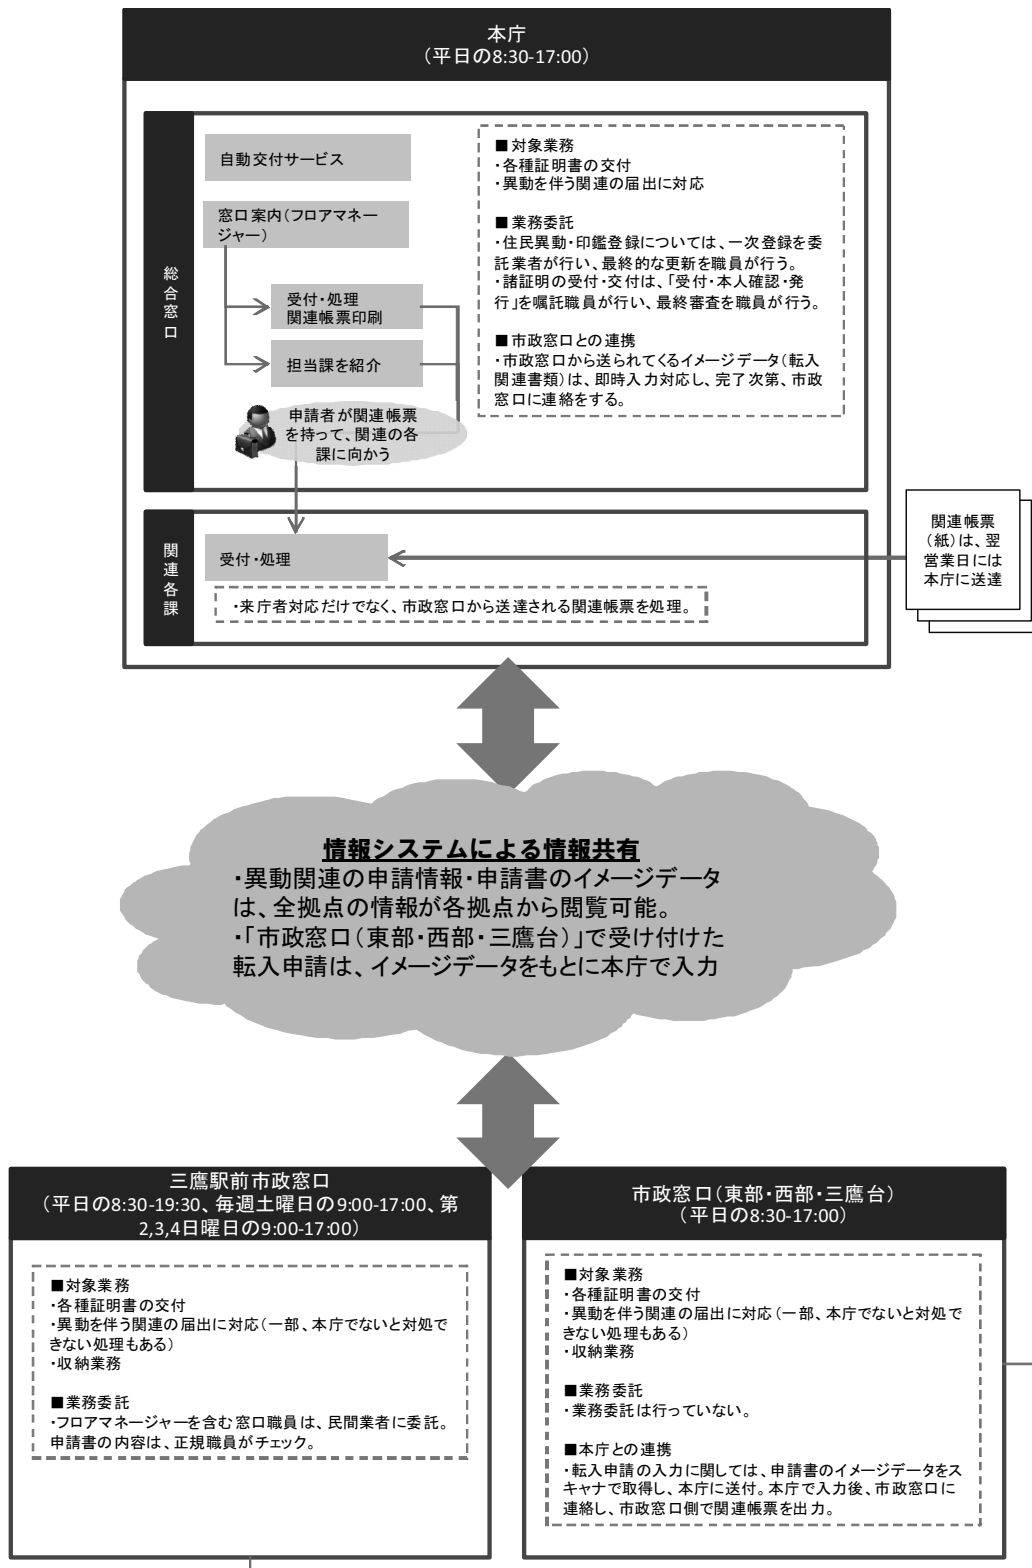 本庁
(平日の8:30-17:00)
総合窓口
自動交付サービス
窓口案内(フロアマネー
ジャー)
受付・処理
関連帳票印刷
担当課を紹介
申請者が関連帳票
を持って、関連の各
課に向かう
■対象業務
・各種証明書の交付
・異動を伴う関連の届出に対応
■業務委託
・住民異動・印鑑登録については、一次登録を委
託業者が行い、最終的な更新を職員が行う。
・諸証明の受付・交付は、「受付・本人確認・発
行」を嘱託職員が行い、最終審査を職員が行う。
■市政窓口との連携
・市政窓口から送られてくるイメージデータ(転入
関連書類)は、即時入力対応し、完了次第、市政
窓口に連絡をする。
関連各課
受付・処理
・来庁者対応だけでなく、市政窓口から送達される関連帳票を処理。
関連帳票
(紙)は、翌
営業日には
本庁に送達
情報システムによる情報共有
・異動関連の申請情報・申請書のイメージデータ
は、全拠点の情報が各拠点から閲覧可能。
・「市政窓口(東部・西部・三鷹台)」で受け付けた
転入申請は、イメージデータをもとに本庁で入力
三鷹駅前市政窓口
(平日の8:30-19:30、毎週土曜日の9:00-17:00、第
2,3,4日曜日の9:00-17:00)
■対象業務
・各種証明書の交付
・異動を伴う関連の届出に対応(一部、本庁でないと対処で
きない処理もある)
・収納業務
■業務委託
・フロアマネージャーを含む窓口職員は、民間業者に委託。
申請書の内容は、正規職員がチェック。
市政窓口(東部・西部・三鷹台)
(平日の8:30-17:00)
■対象業務
・各種証明書の交付
・異動を伴う関連の届出に対応(一部、本庁でないと対処で
きない処理もある)
・収納業務
■業務委託
・業務委託は行っていない。
■本庁との連携
・転入申請の入力に関しては、申請書のイメージデータをス
キャナで取得し、本庁に送付。本庁で入力後、市政窓口に
連絡し、市政窓口側で関連帳票を出力。